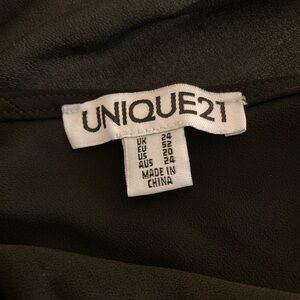 UNIQUE21
UK 24
EU 52
US 20
AUS 24
MADE IN
CHINA